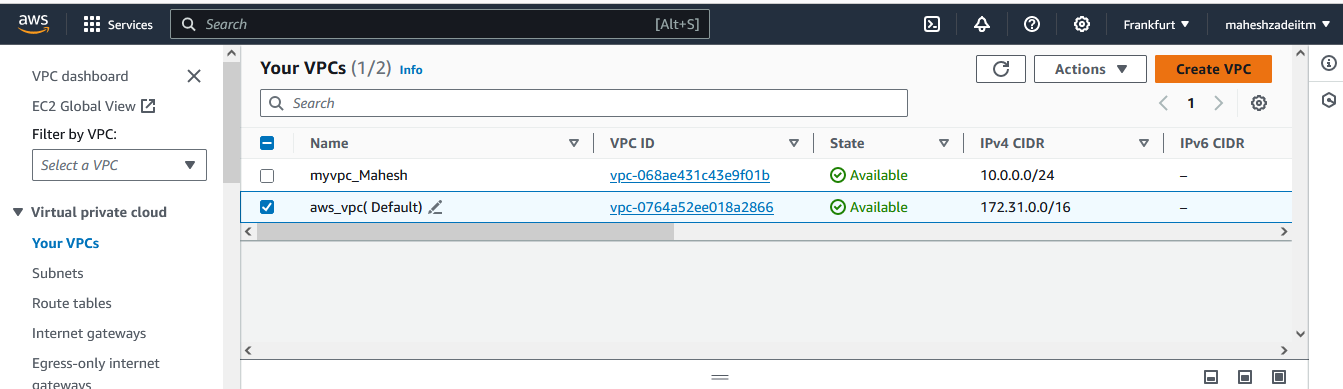 aws Services Search [Alt+S] Frankfurt ▼ maheshzadeiitm ▼
VPC dashboard
EC2 Global View
Filter by VPC:
Select a VPC
Virtual private cloud
Your VPCs
Subnets
Route tables
Internet gateways
Egress-only internet
gateways
Your VPCs (1/2) Info
Actions ▼ Create VPC
Search
1
Name VPC ID State IPv4 CIDR IPv6 CIDR
myvpc_Mahesh vpc-068ae431c43e9f01b Available 10.0.0.0/24 –
aws_vpc( Default) vpc-0764a52ee018a2866 Available 172.31.0.0/16 –